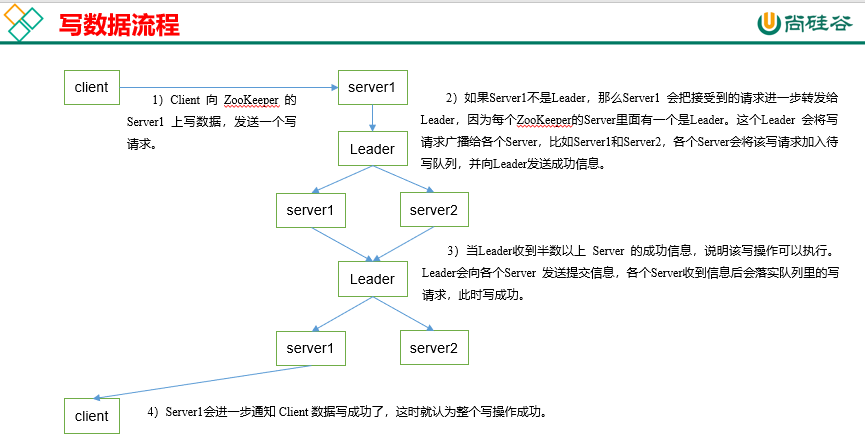 写数据流程
尚硅谷
client
server1
1）Client 向 ZooKeeper 的
Server1 上写数据，发送一个写
请求。
2）如果Server1不是Leader，那么Server1 会把接受到的请求进一步转发给
Leader，因为每个ZooKeeper的Server里面有一个是Leader。这个Leader 会将写
请求广播给各个Server，比如Server1和Server2，各个Server会将该写请求加入待
写队列，并向Leader发送成功信息。
Leader
server1
server2
3）当Leader收到半数以上 Server 的成功信息，说明该写操作可以执行。
Leader会向各个Server 发送提交信息，各个Server收到信息后会落实队列里的写
请求，此时写成功。
Leader
server1
server2
client
4）Server1会进一步通知 Client 数据写成功了，这时就认为整个写操作成功。